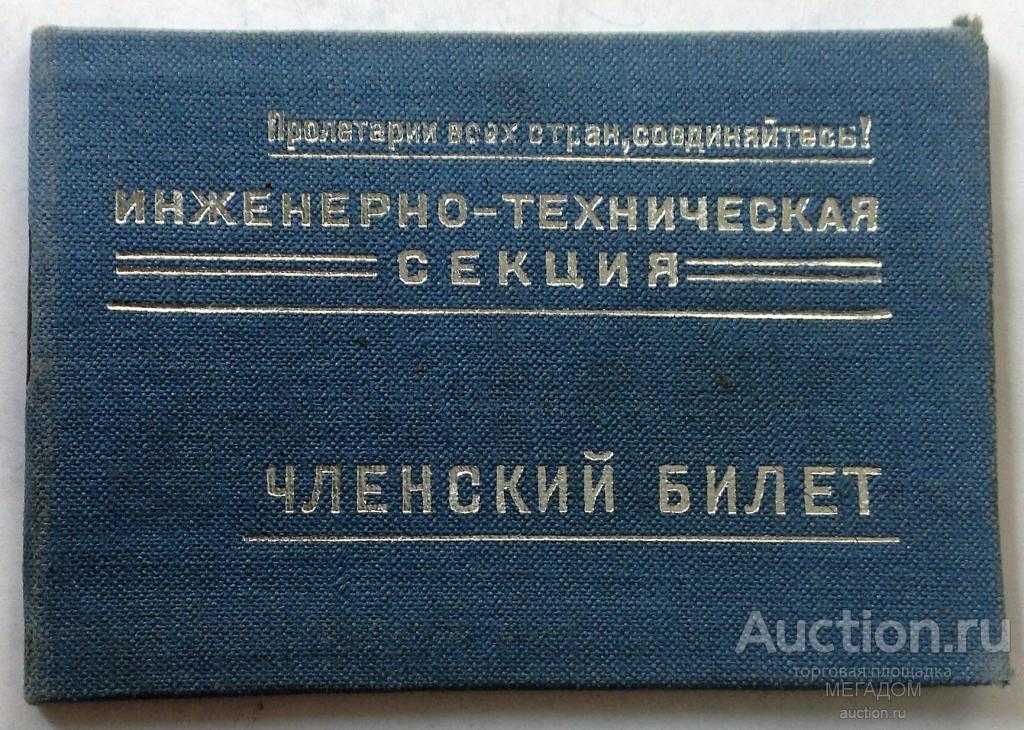 Пролетарии всех стран, соединяйтесь!
ИНЖЕНЕРНО-ТЕХНИЧЕСКАЯ
СЕКЦИЯ
ЧЛЕНСКИЙ БИЛЕТ
Auction.ru
торговая площадка
МЕГАДОМ
auction.ru